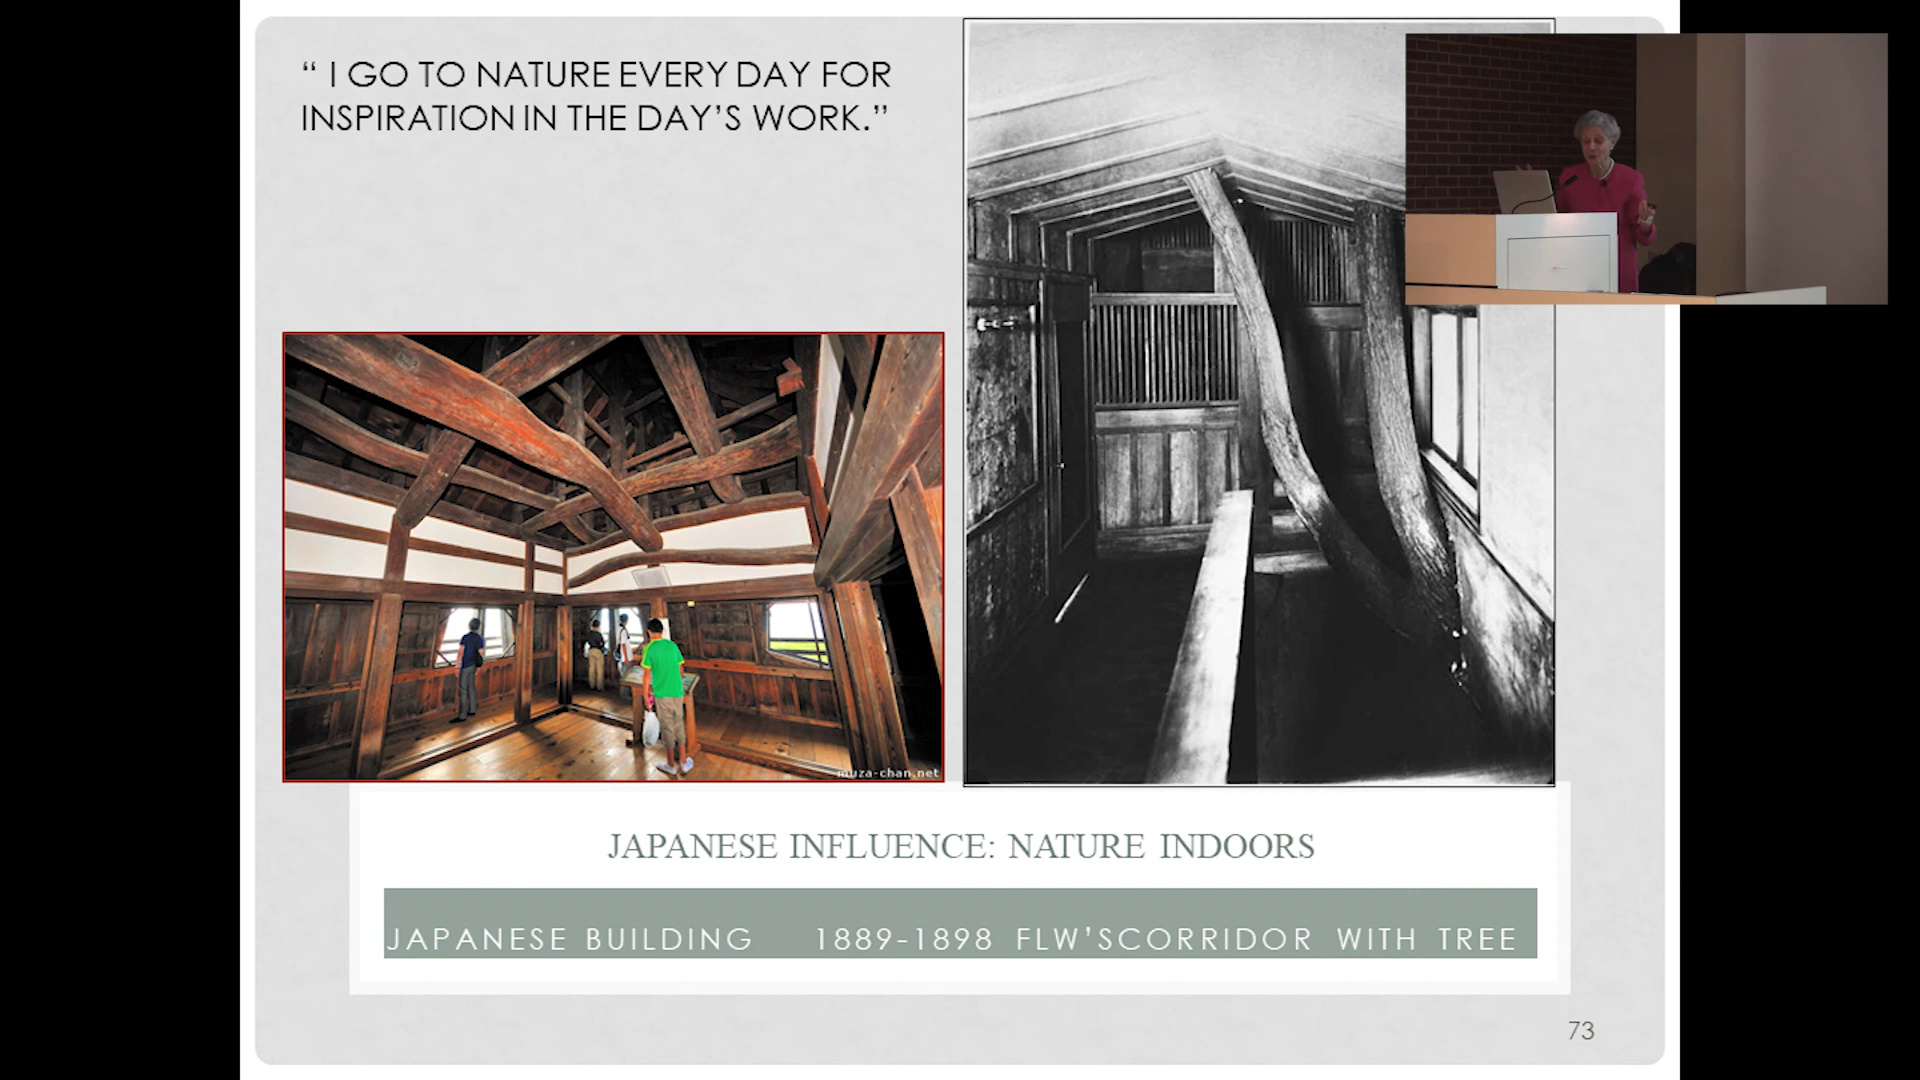 “ I GO TO NATURE EVERY DAY FOR
INSPIRATION IN THE DAY’S WORK.”
muza-chan.net
JAPANESE INFLUENCE: NATURE INDOORS
JAPANESE BUILDING 1889-1898 FLW’SCORRIDOR WITH TREE
73